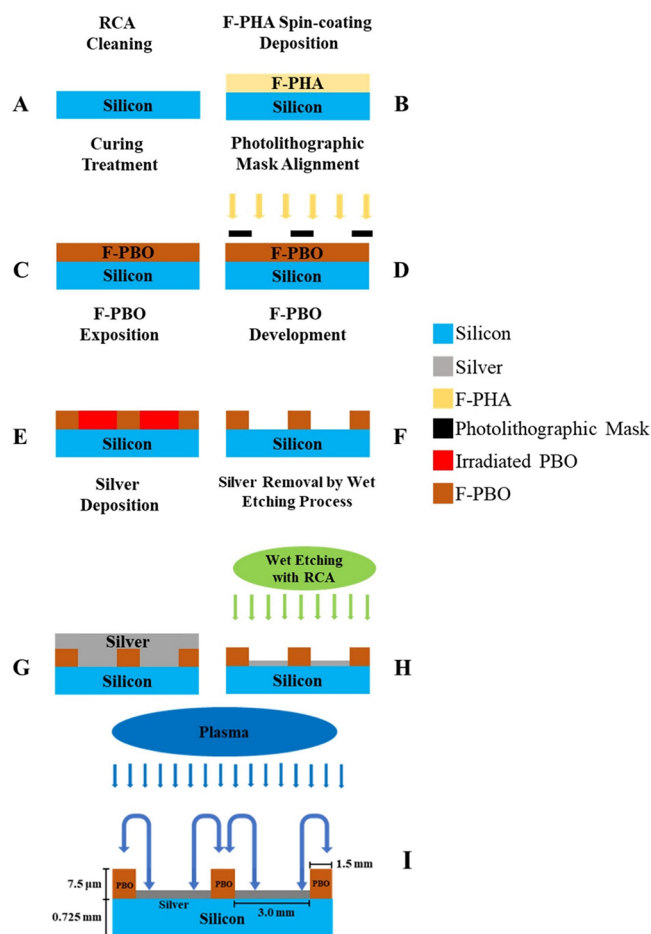 RCA
Cleaning
F-PHA Spin-coating
Deposition
A
Silicon
F-PHA
Silicon
B
Curing
Treatment
Photolithographic
Mask Alignment
C
F-PBO
Silicon
F-PBO
Silicon
D
F-PBO
Exposition
F-PBO
Development
E
Silicon
Silicon
F
Silver
Deposition
Silver Removal by Wet
Etching Process
Silicon
Silver
F-PHA
Photolithographic Mask
Irradiated PBO
F-PBO
Wet Etching
with RCA
G
Silver
Silicon
Silicon
H
Plasma
I
1.5 mm
7.5 μm
PBO
PBO
PBO
Silver
3.0 mm
0.725 mm
Silicon